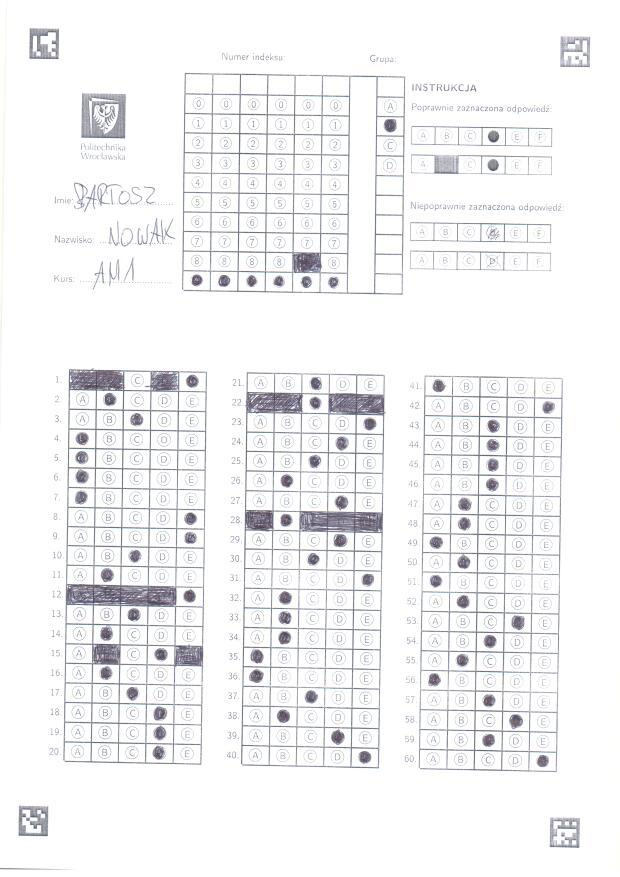 Numer indeksu:
Grupa:
0 0 0 0 0 0
1 1 1 1 1 1
2 2 2 2 2 2
3 3 3 3 3 3
4 4 4 4 4 4
5 5 5 5 5 5
6 6 6 6 6 6
7 7 7 7 7 7
8 8 8 8 8
A
C
D
INSTRUKCJA
Poprawnie zaznaczona odpowiedź:
A B C E F
A C E F
Niepoprawnie zaznaczona odpowiedź:
A B C E F
A B C D E F
Politechnika
Wrocławska
Imię: BARTOSZ
Nazwisko: NOWAK
Kurs: AM1
1. C
2. A C D E
3. A B D E
4. B C D E
5. B C D E
6. B C D E
7. B C D E
8. A B C D
9. A B C D
10. A B D E
11. A C D E
12.
13. A B D E
14. A C D E
15. A C
16. A C D E
17. A B D E
18. A B C E
19. A B C E
20. A B C E
21. A B D E
22.
23. A B C D
24. A B C E
25. A B D E
26. A C D E
27. A B C E
28.
29. A B C E
30. A B D E
31. A B C D
32. A C D E
33. A C D E
34. A C D E
35. B C D E
36. B C D E
37. A B D E
38. A C D E
39. A B C E
40. A B C D
41. B C D E
42. A B C D
43. A B D E
44. A B D E
45. A B D E
46. A B D E
47. A C D E
48. A C D E
49. B C D E
50. A C D E
51. B C D E
52. A C D E
53. A B C E
54. A B D E
55. A C D E
56. B C D E
57. A B D E
58. A B C E
59. A B D E
60. A B C D